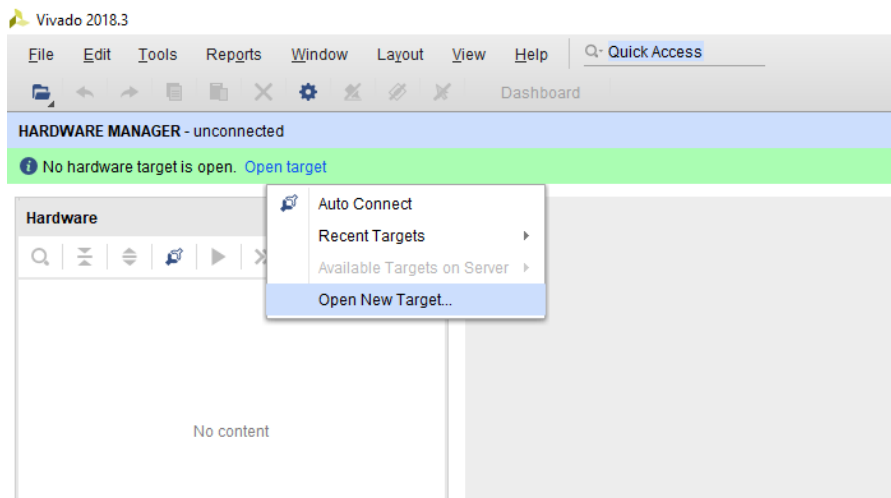 Vivado 2018.3
File Edit Tools Reports Window Layout View Help Quick Access
Dashboard
HARDWARE MANAGER - unconnected
No hardware target is open. Open target
Hardware
Auto Connect
Recent Targets
Available Targets on Server
Open New Target...
No content